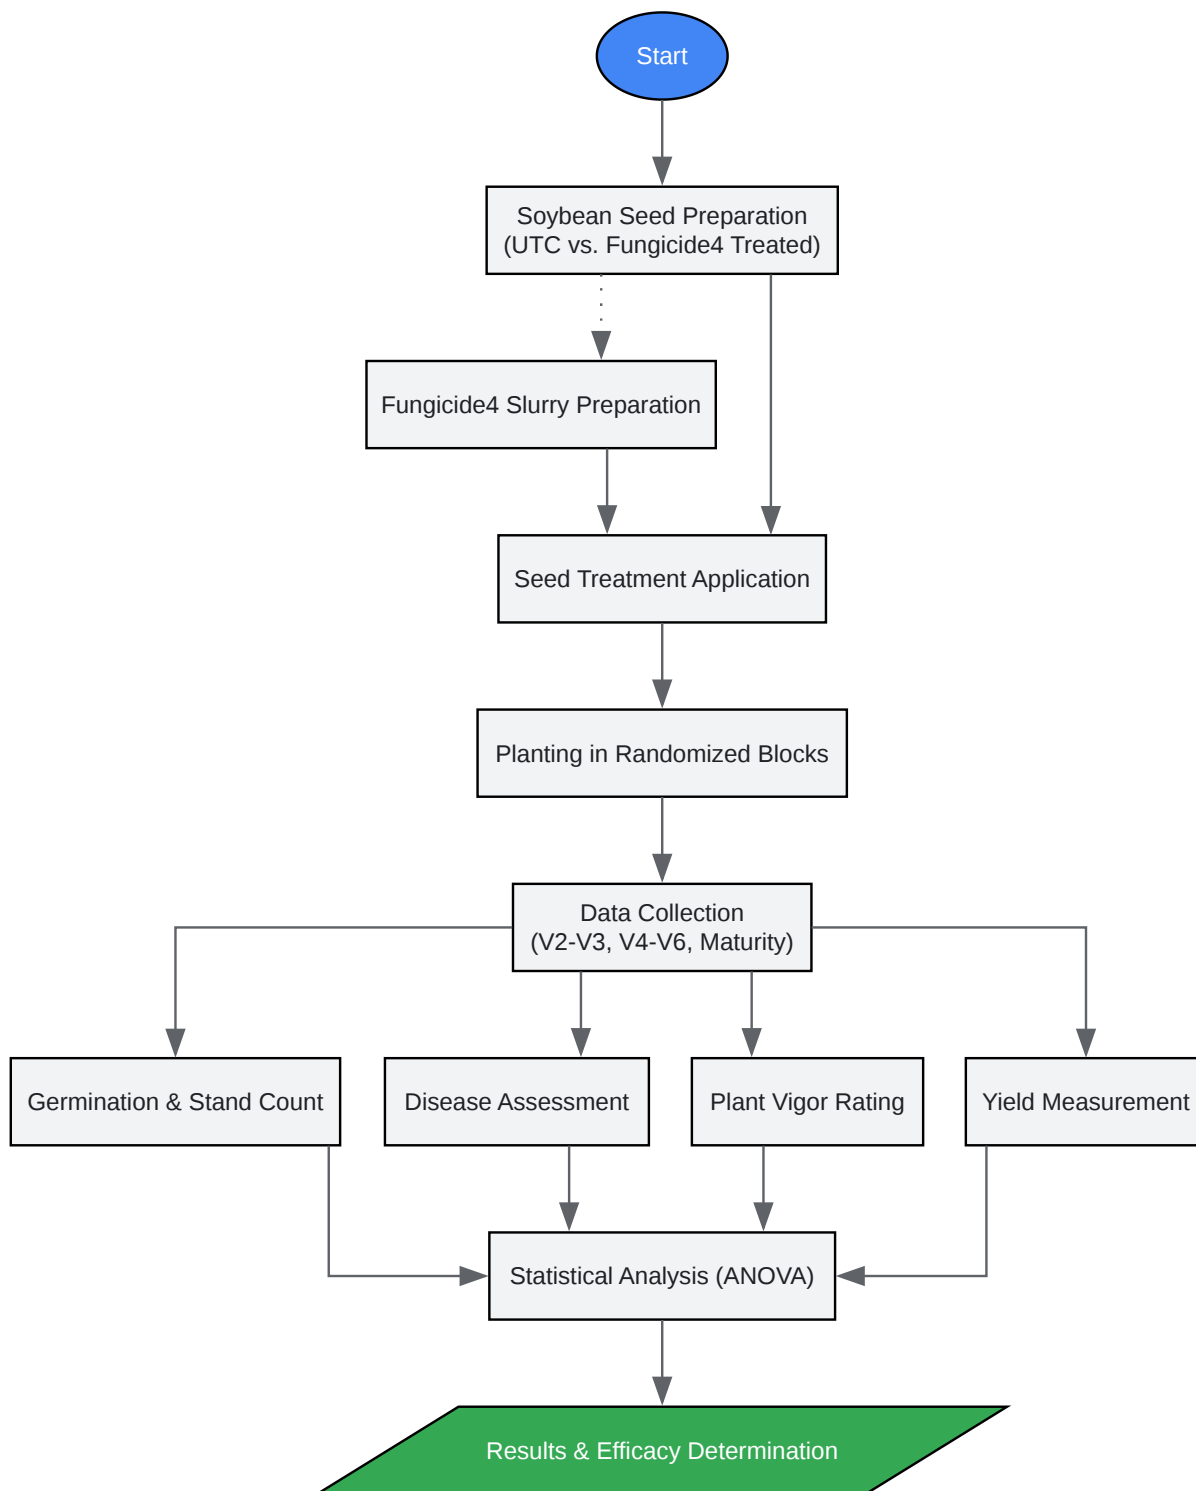 Start
Soybean Seed Preparation
(UTC vs. Fungicide4 Treated)
Fungicide4 Slurry Preparation
Seed Treatment Application
Planting in Randomized Blocks
Data Collection
(V2-V3, V4-V6, Maturity)
Germination & Stand Count
Disease Assessment
Plant Vigor Rating
Yield Measurement
Statistical Analysis (ANOVA)
Results & Efficacy Determination